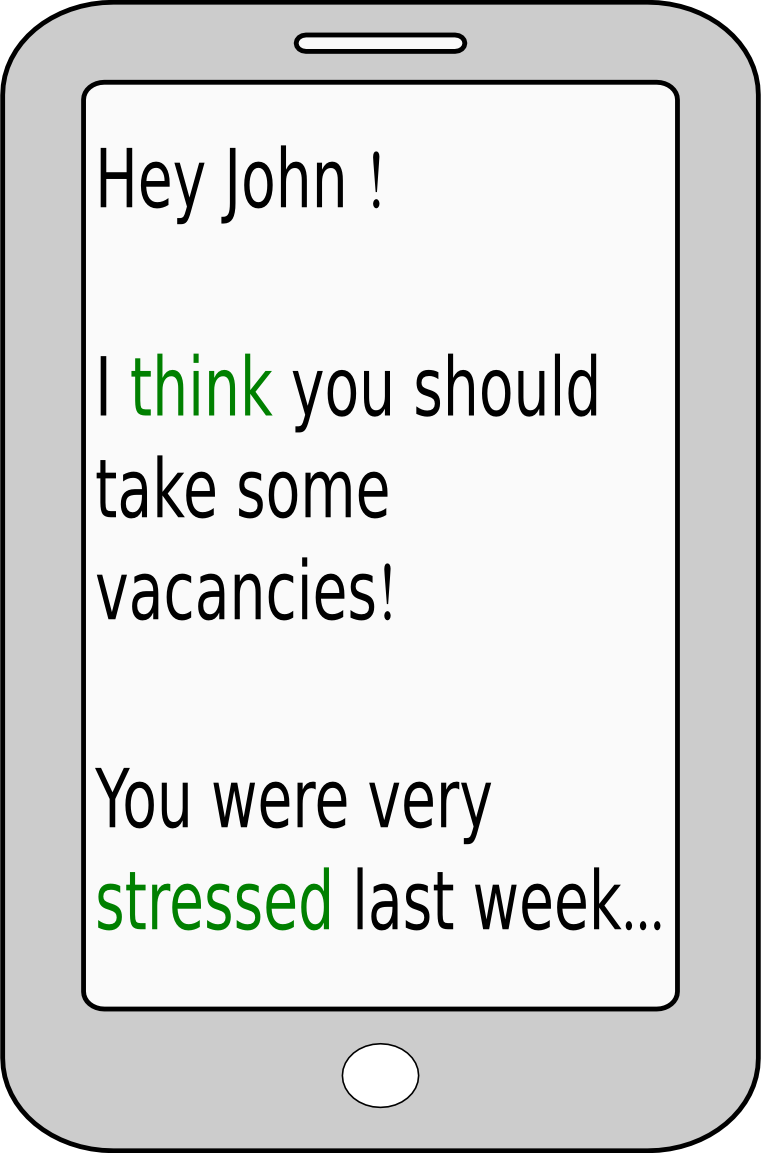 Hey John !
I think you should
take some
vacancies!
You were very
stressed last week...